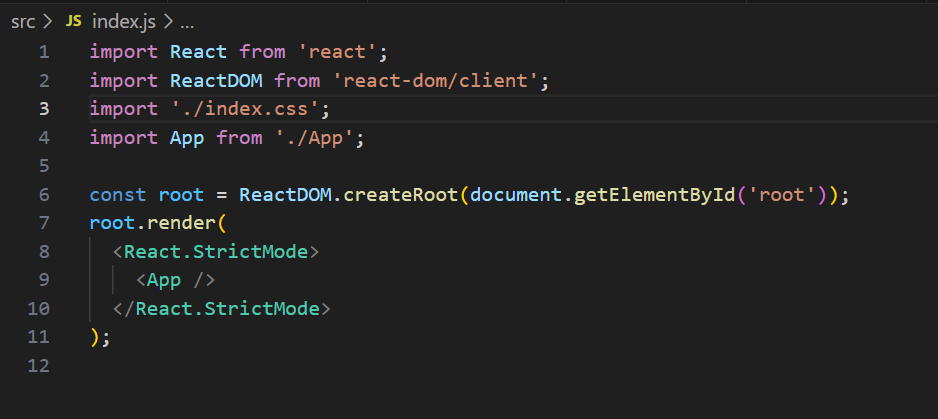 src > JS index.js > ...
1 import React from 'react';
2 import ReactDOM from 'react-dom/client';
3 import './index.css';
4 import App from './App';
5
6 const root = ReactDOM.createRoot(document.getElementById('root'));
7 root.render(
8   <React.StrictMode>
9     <App />
10   </React.StrictMode>
11 );
12